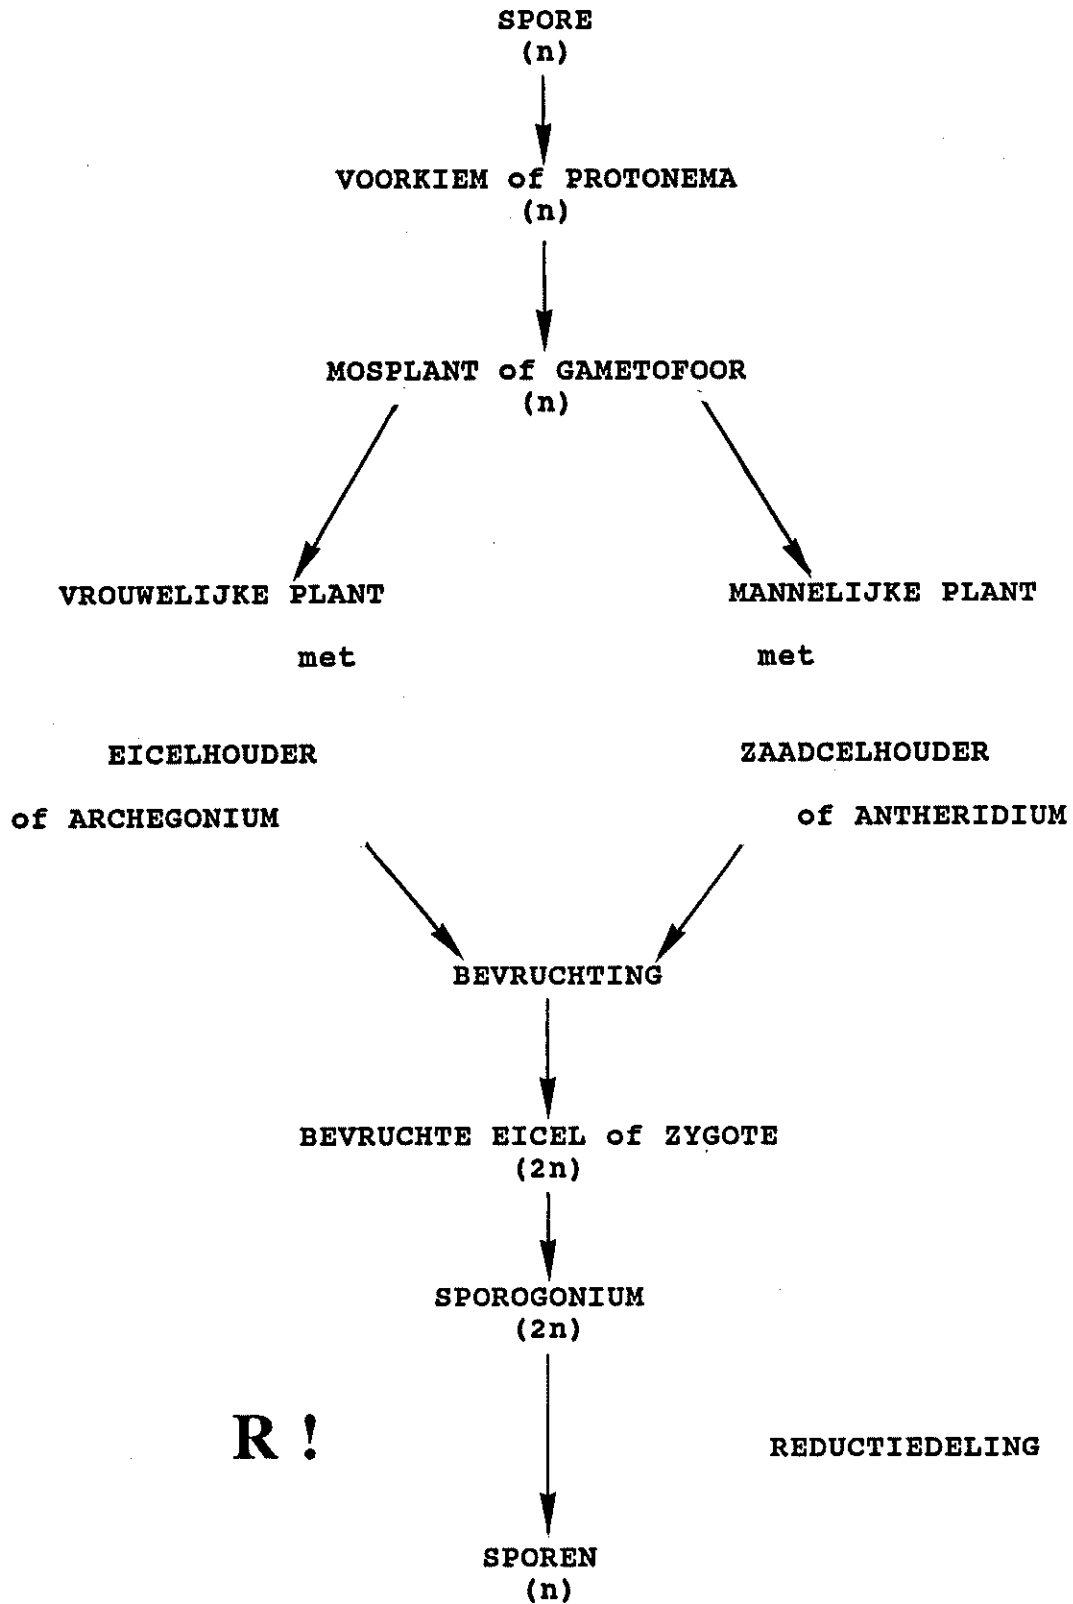 SPORE
(n)
VOORKIEM of PROTONEMA
(n)
MOSPLANT of GAMETOFOOR
(n)
VROUWELIJKE PLANT
MANNELIJKE PLANT
met
met
EICELHOUDER
ZAADCELHOUDER
of ARCHEGONIUM
of ANTHERIDIUM
BEVRUCHTING
BEVRUCHTE EICEL of ZYGOTE
(2n)
SPOROGONIUM
(2n)
R !
REDUCTIEDELING
SPOREN
(n)